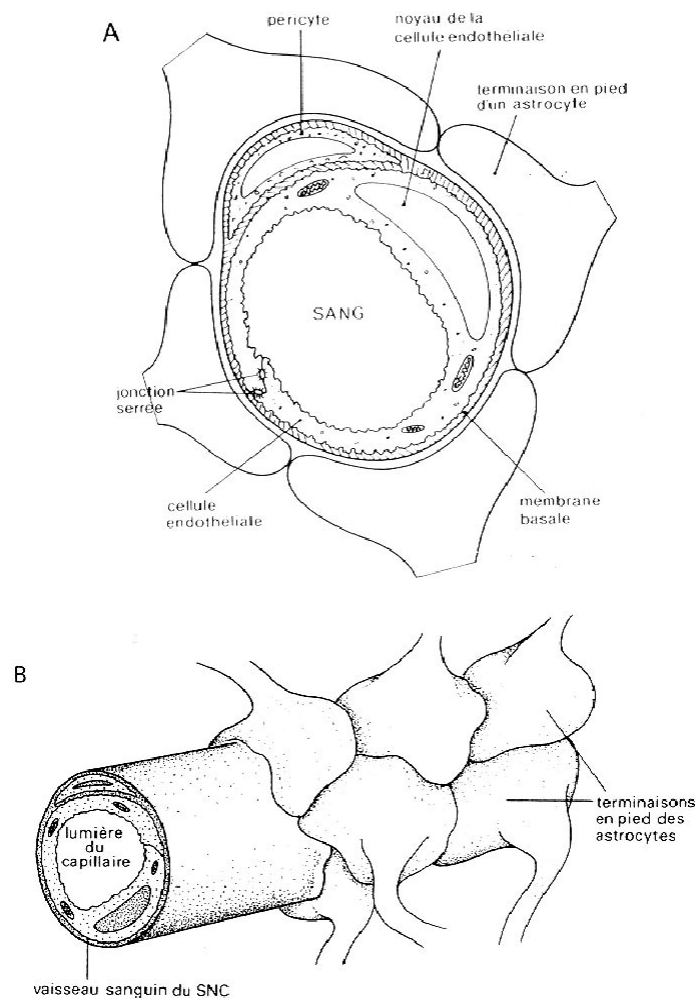 A
pericyte
noyau de la
cellule endotheliale
terminaison en pied
d'un astrocyte
SANG
jonction
serrée
cellule
endotheliale
membrane
basale
B
lumière
du
capillaire
terminaisons
en pied des
astrocytes
vaisseau sanguin du SNC